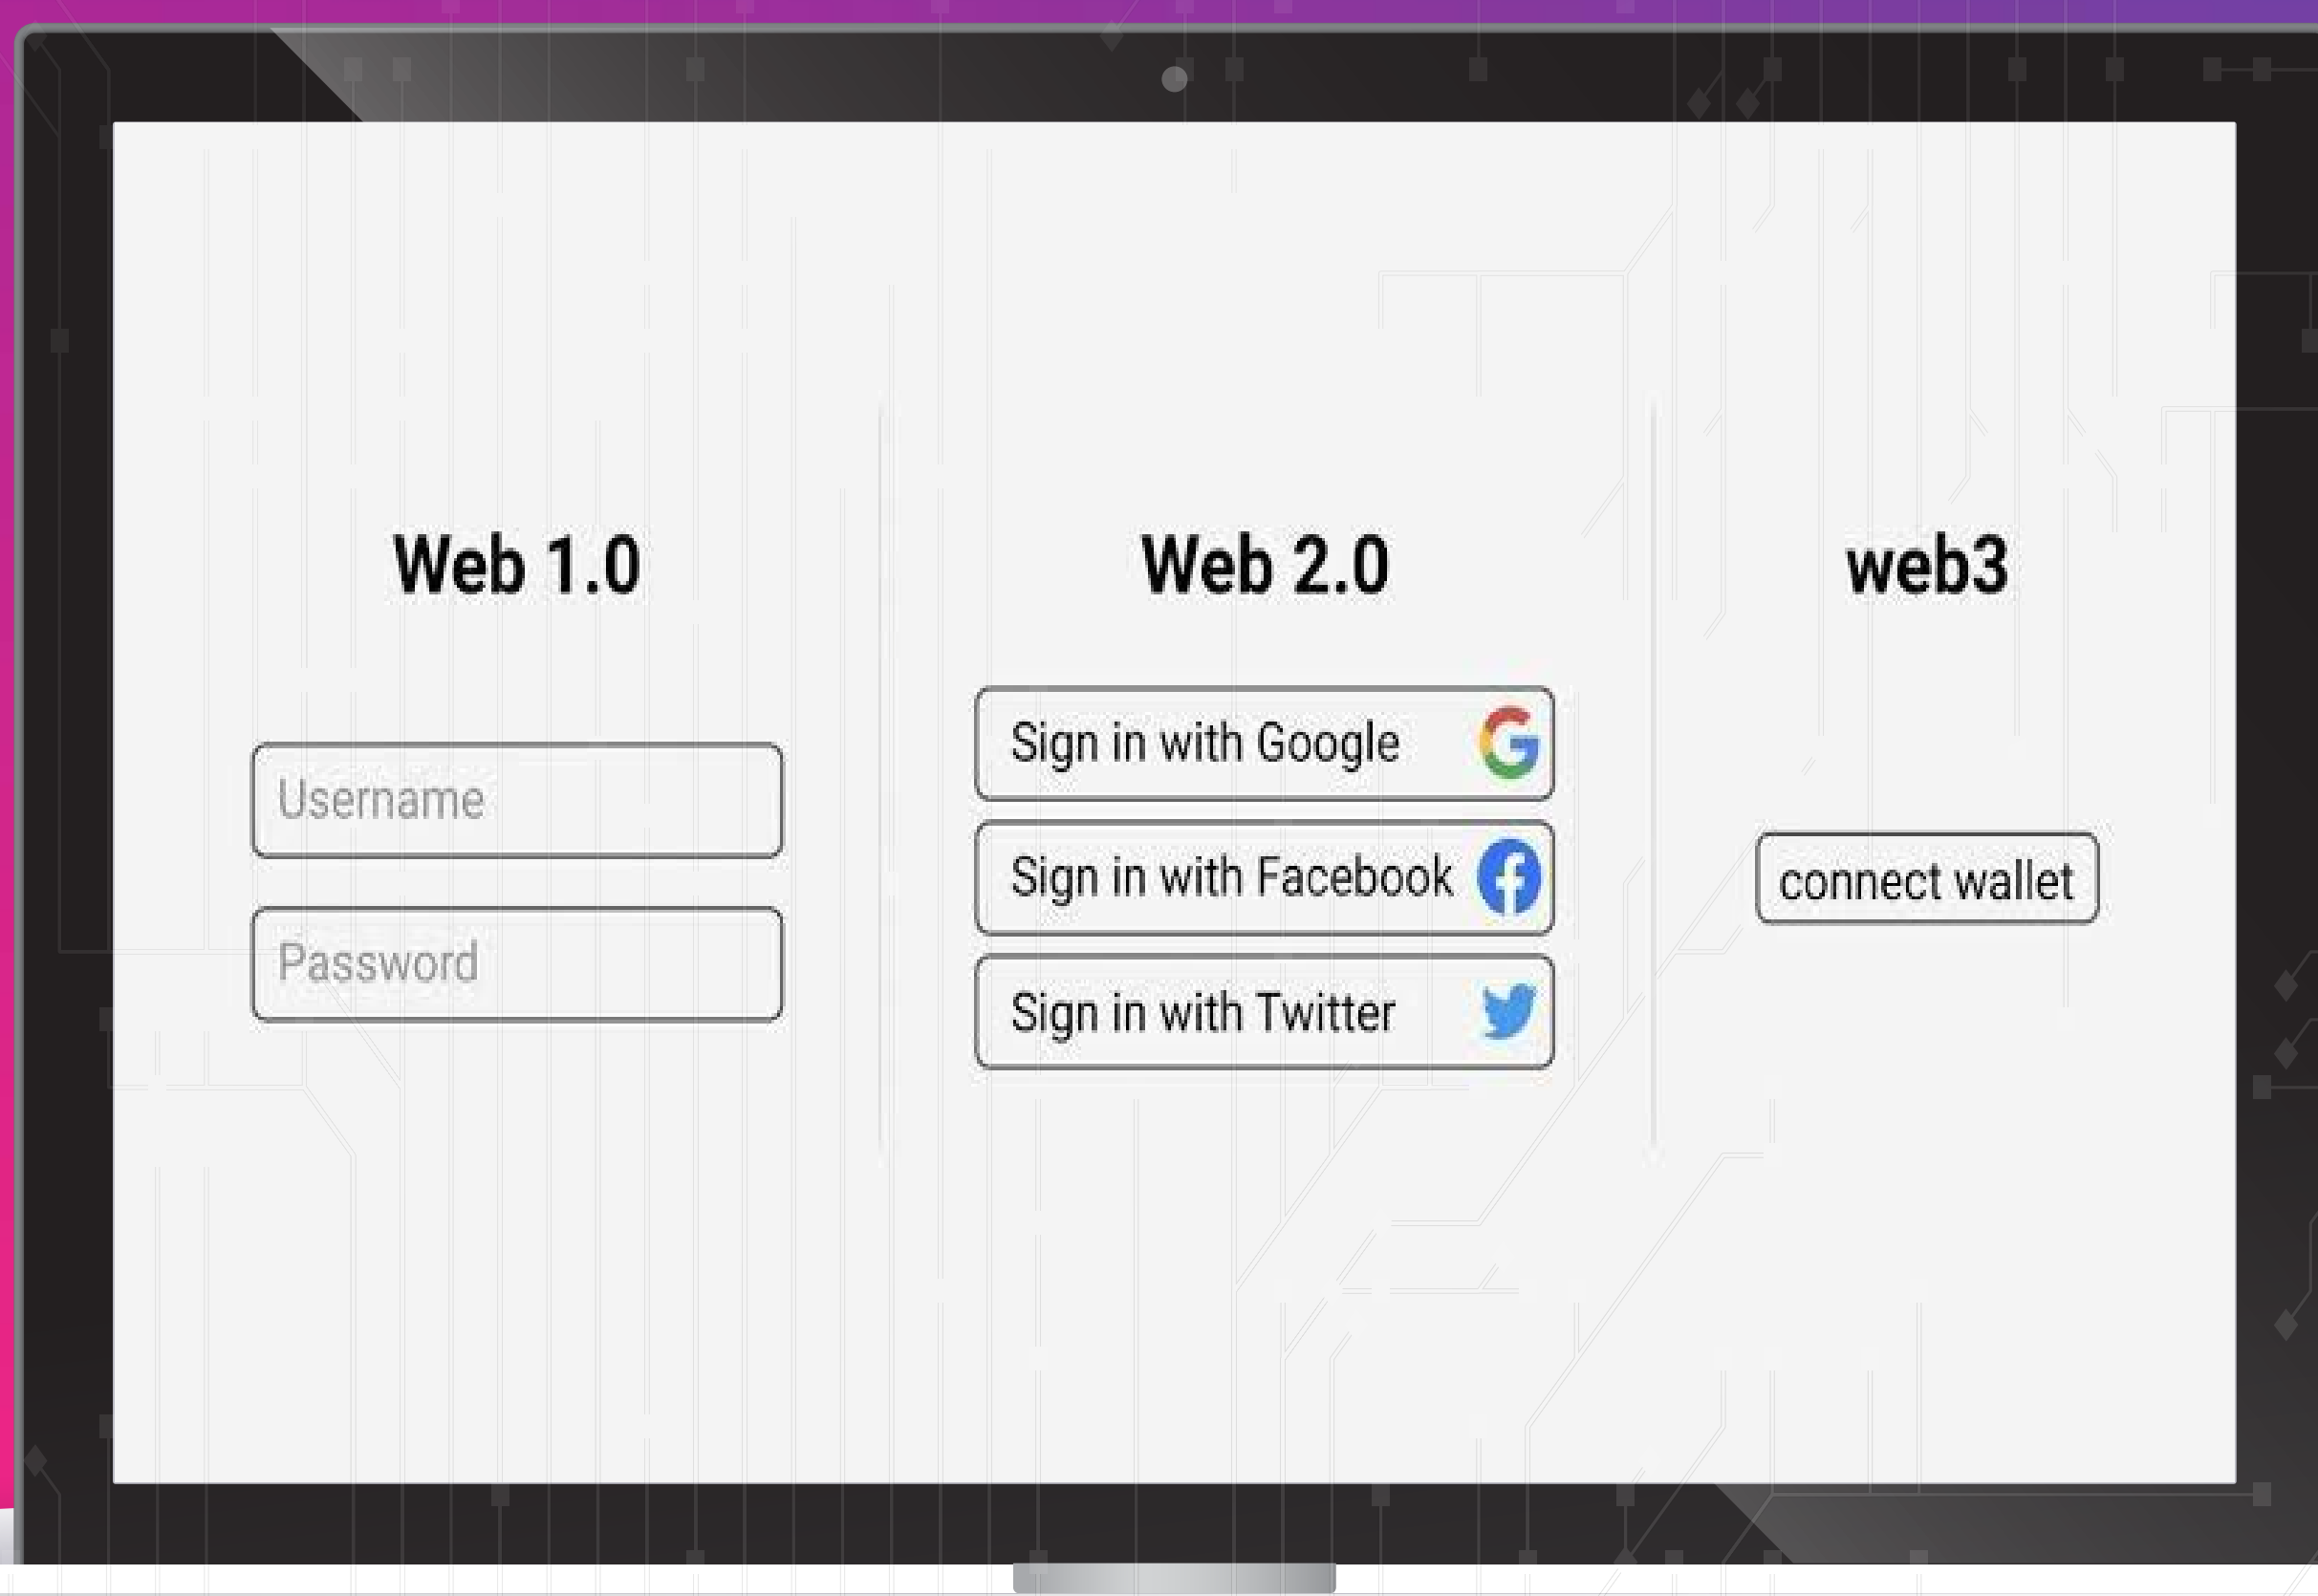 Web 1.0
Username
Password
Web 2.0
Sign in with Google
Sign in with Facebook
Sign in with Twitter
web3
connect wallet